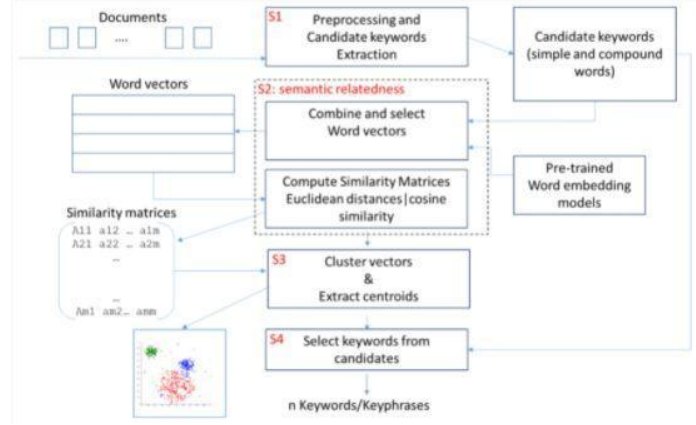 Documents
....
S1
Preprocessing and
Candidate keywords
Extraction
Candidate keywords
(simple and compound
words)
Word vectors
S2: semantic relatedness
Combine and select
Word vectors
Pre-trained
Word embedding
models
Compute Similarity Matrices
Euclidean distances|cosine
similarity
Similarity matrices
A11 a12 … a1m
A21 a22 … a2m
…
…
Am1 am2… anm
S3
Cluster vectors
&
Extract centroids
S4
Select keywords from
candidates
n Keywords/Keyphrases